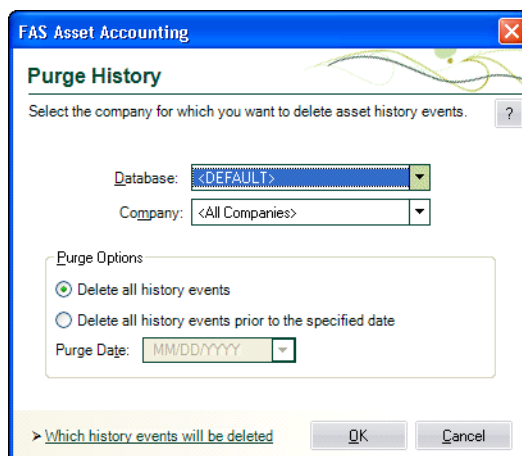 FAS Asset Accounting
Purge History
Select the company for which you want to delete asset history events.
?
Database: <DEFAULT>
Company: <All Companies>
Purge Options
Delete all history events
Delete all history events prior to the specified date
Purge Date: MM/DD/YYYY
> Which history events will be deleted OK Cancel